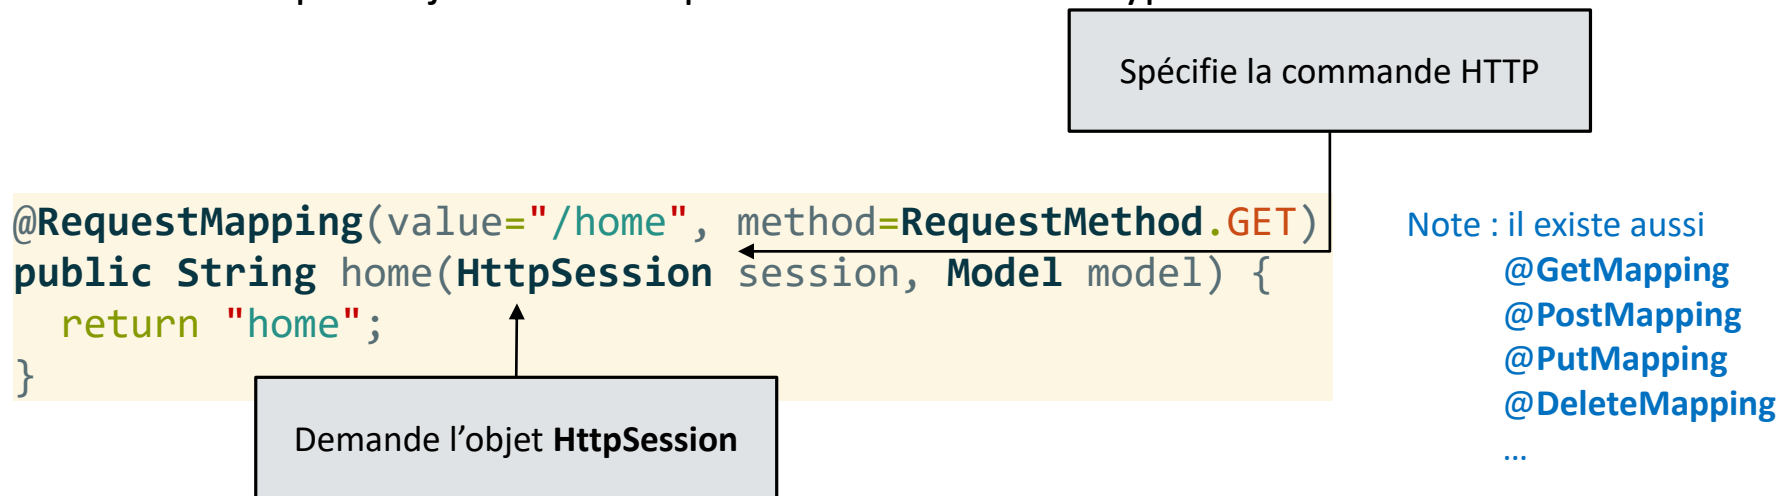 Spécifie la commande HTTP
@RequestMapping(value="/home", method=RequestMethod.GET)
public String home(HttpSession session, Model model) {
return "home";
}
Note : il existe aussi
@GetMapping
@PostMapping
@PutMapping
@DeleteMapping
...
Demande l’objet HttpSession